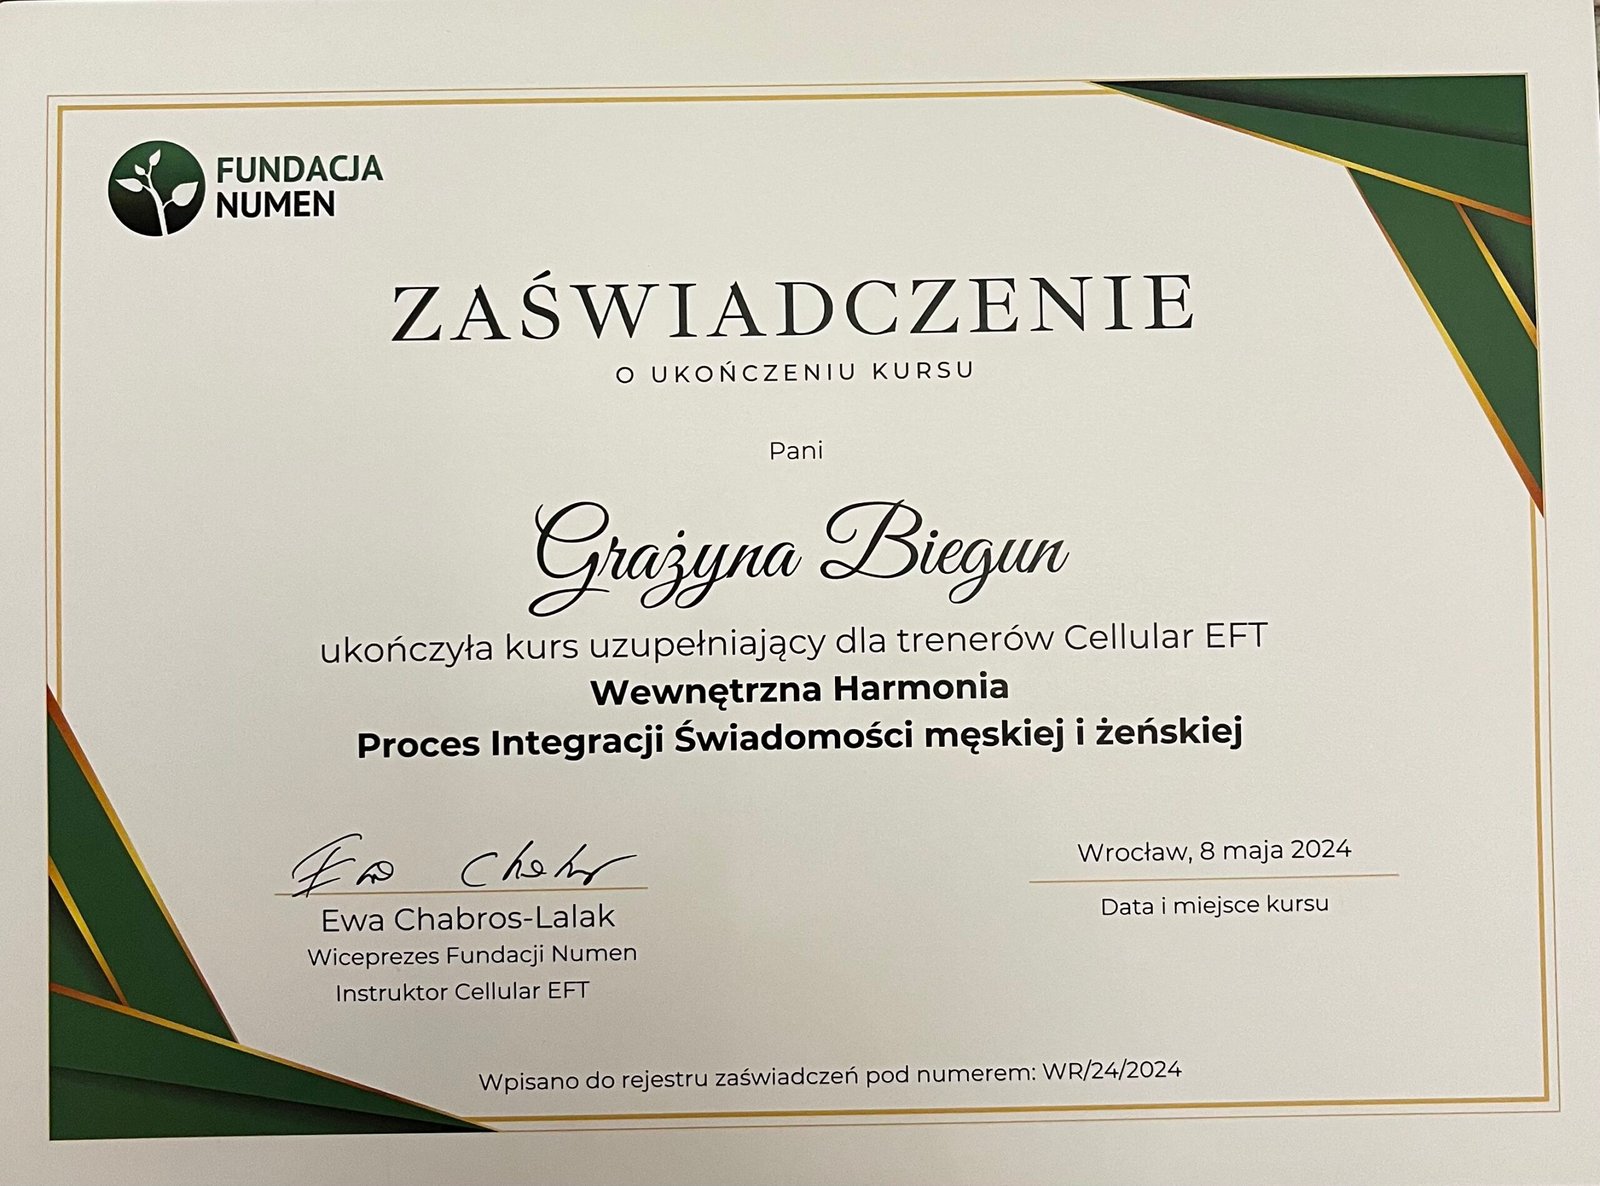 FUNDACJA
NUMEN
ZAŚWIADCZENIE
O UKOŃCZENIU KURSU
Pani
Grażyna Biegun
ukończyła kurs uzupełniający dla trenerów Cellular EFT
Wewnętrzna Harmonia
Proces Integracji Świadomości męskiej i żeńskiej
Ewa Chabros-Lalak
Wiceprezes Fundacji Numen
Instruktor Cellular EFT
Wrocław, 8 maja 2024
Data i miejsce kursu
Wpisano do rejestru zaświadczeń pod numerem: WR/24/2024